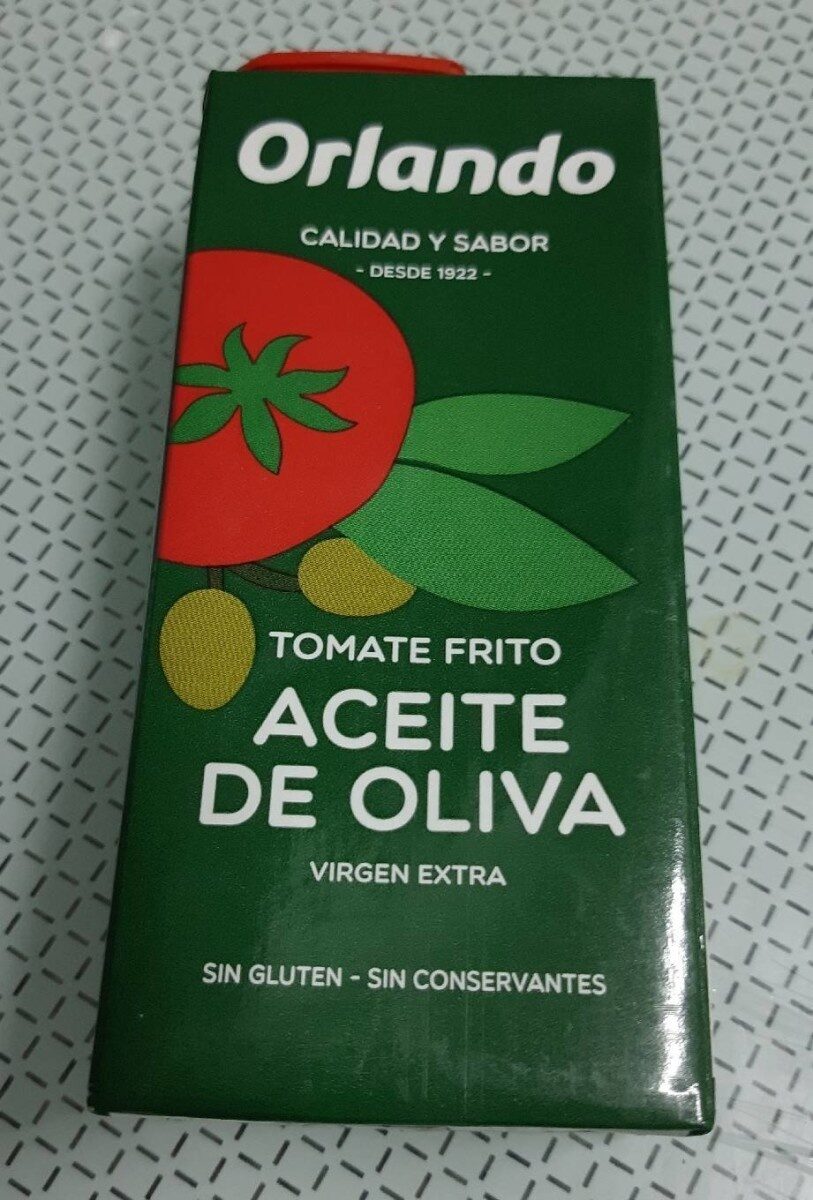 Orlando
CALIDAD Y SABOR
- DESDE 1922 -
TOMATE FRITO
ACEITE
DE OLIVA
VIRGEN EXTRA
SIN GLUTEN - SIN CONSERVANTES